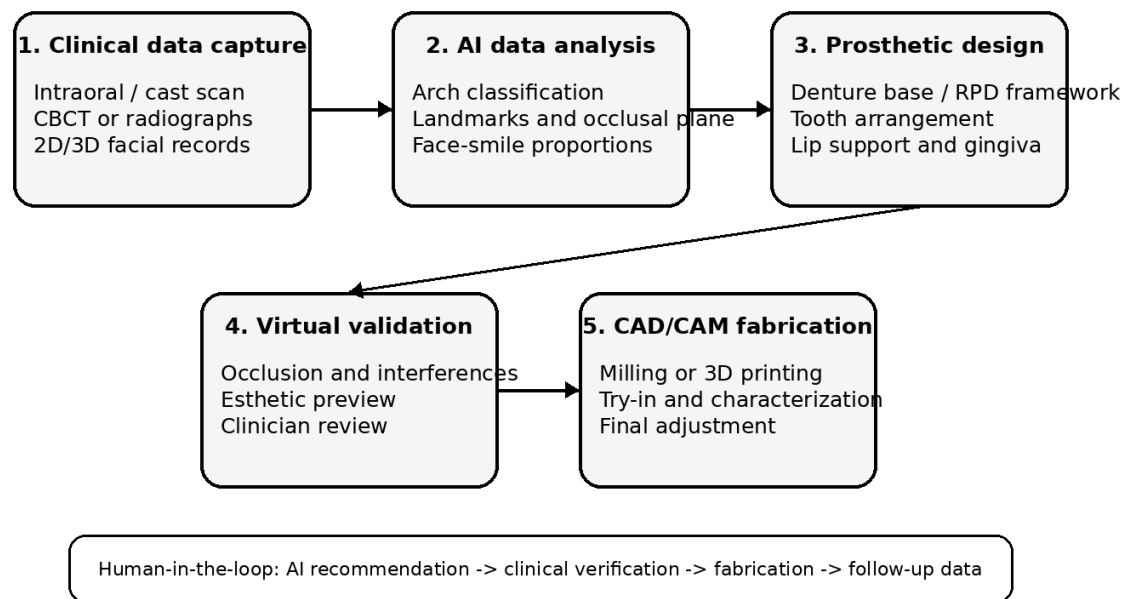 1. Clinical data capture
Intraoral / cast scan
CBCT or radiographs
2D/3D facial records
2. AI data analysis
Arch classification
Landmarks and occlusal plane
Face-smile proportions
3. Prosthetic design
Denture base / RPD framework
Tooth arrangement
Lip support and gingiva
4. Virtual validation
Occlusion and interferences
Esthetic preview
Clinician review
5. CAD/CAM fabrication
Milling or 3D printing
Try-in and characterization
Final adjustment
Human-in-the-loop: AI recommendation -> clinical verification -> fabrication -> follow-up data